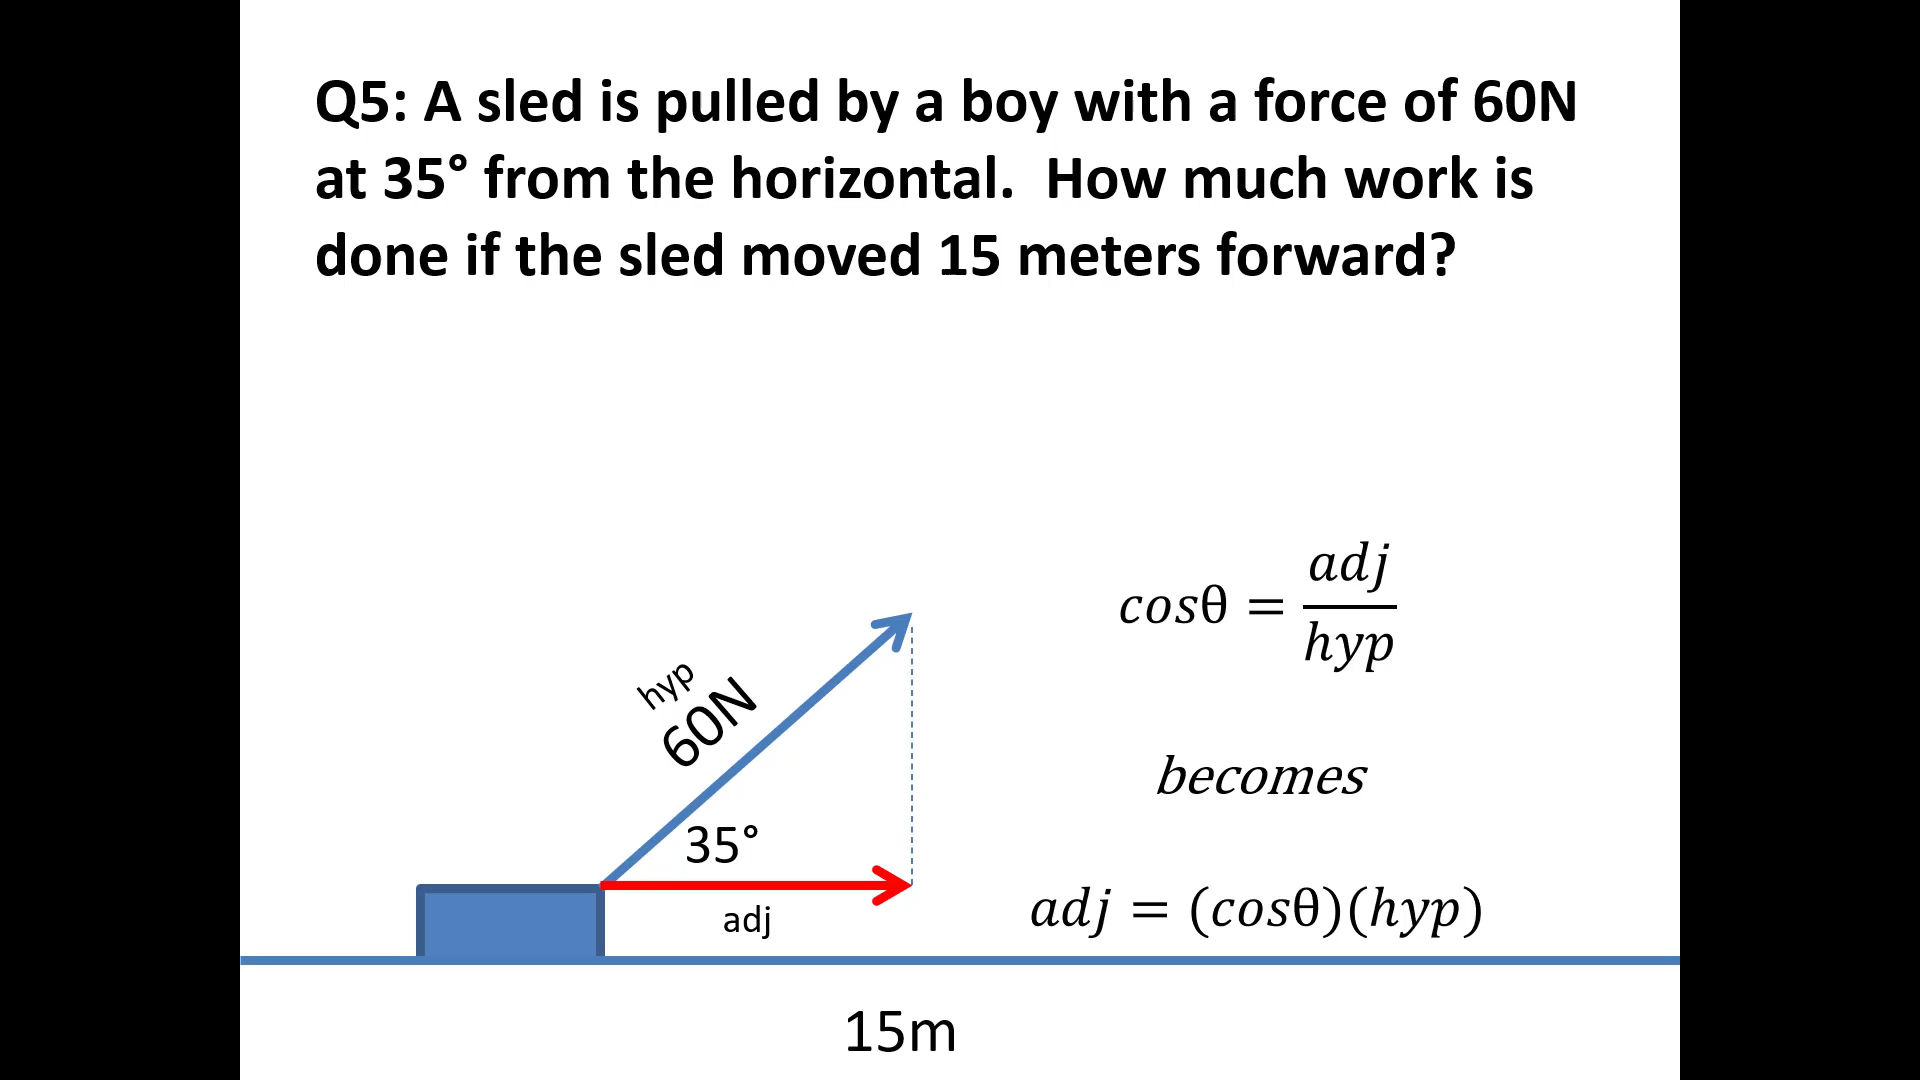 Q5: A sled is pulled by a boy with a force of 60N
at 35° from the horizontal.  How much work is
done if the sled moved 15 meters forward?
cosθ = adj/hyp
hyp
60N
becomes
35°
adj
adj = (cosθ)(hyp)
15m